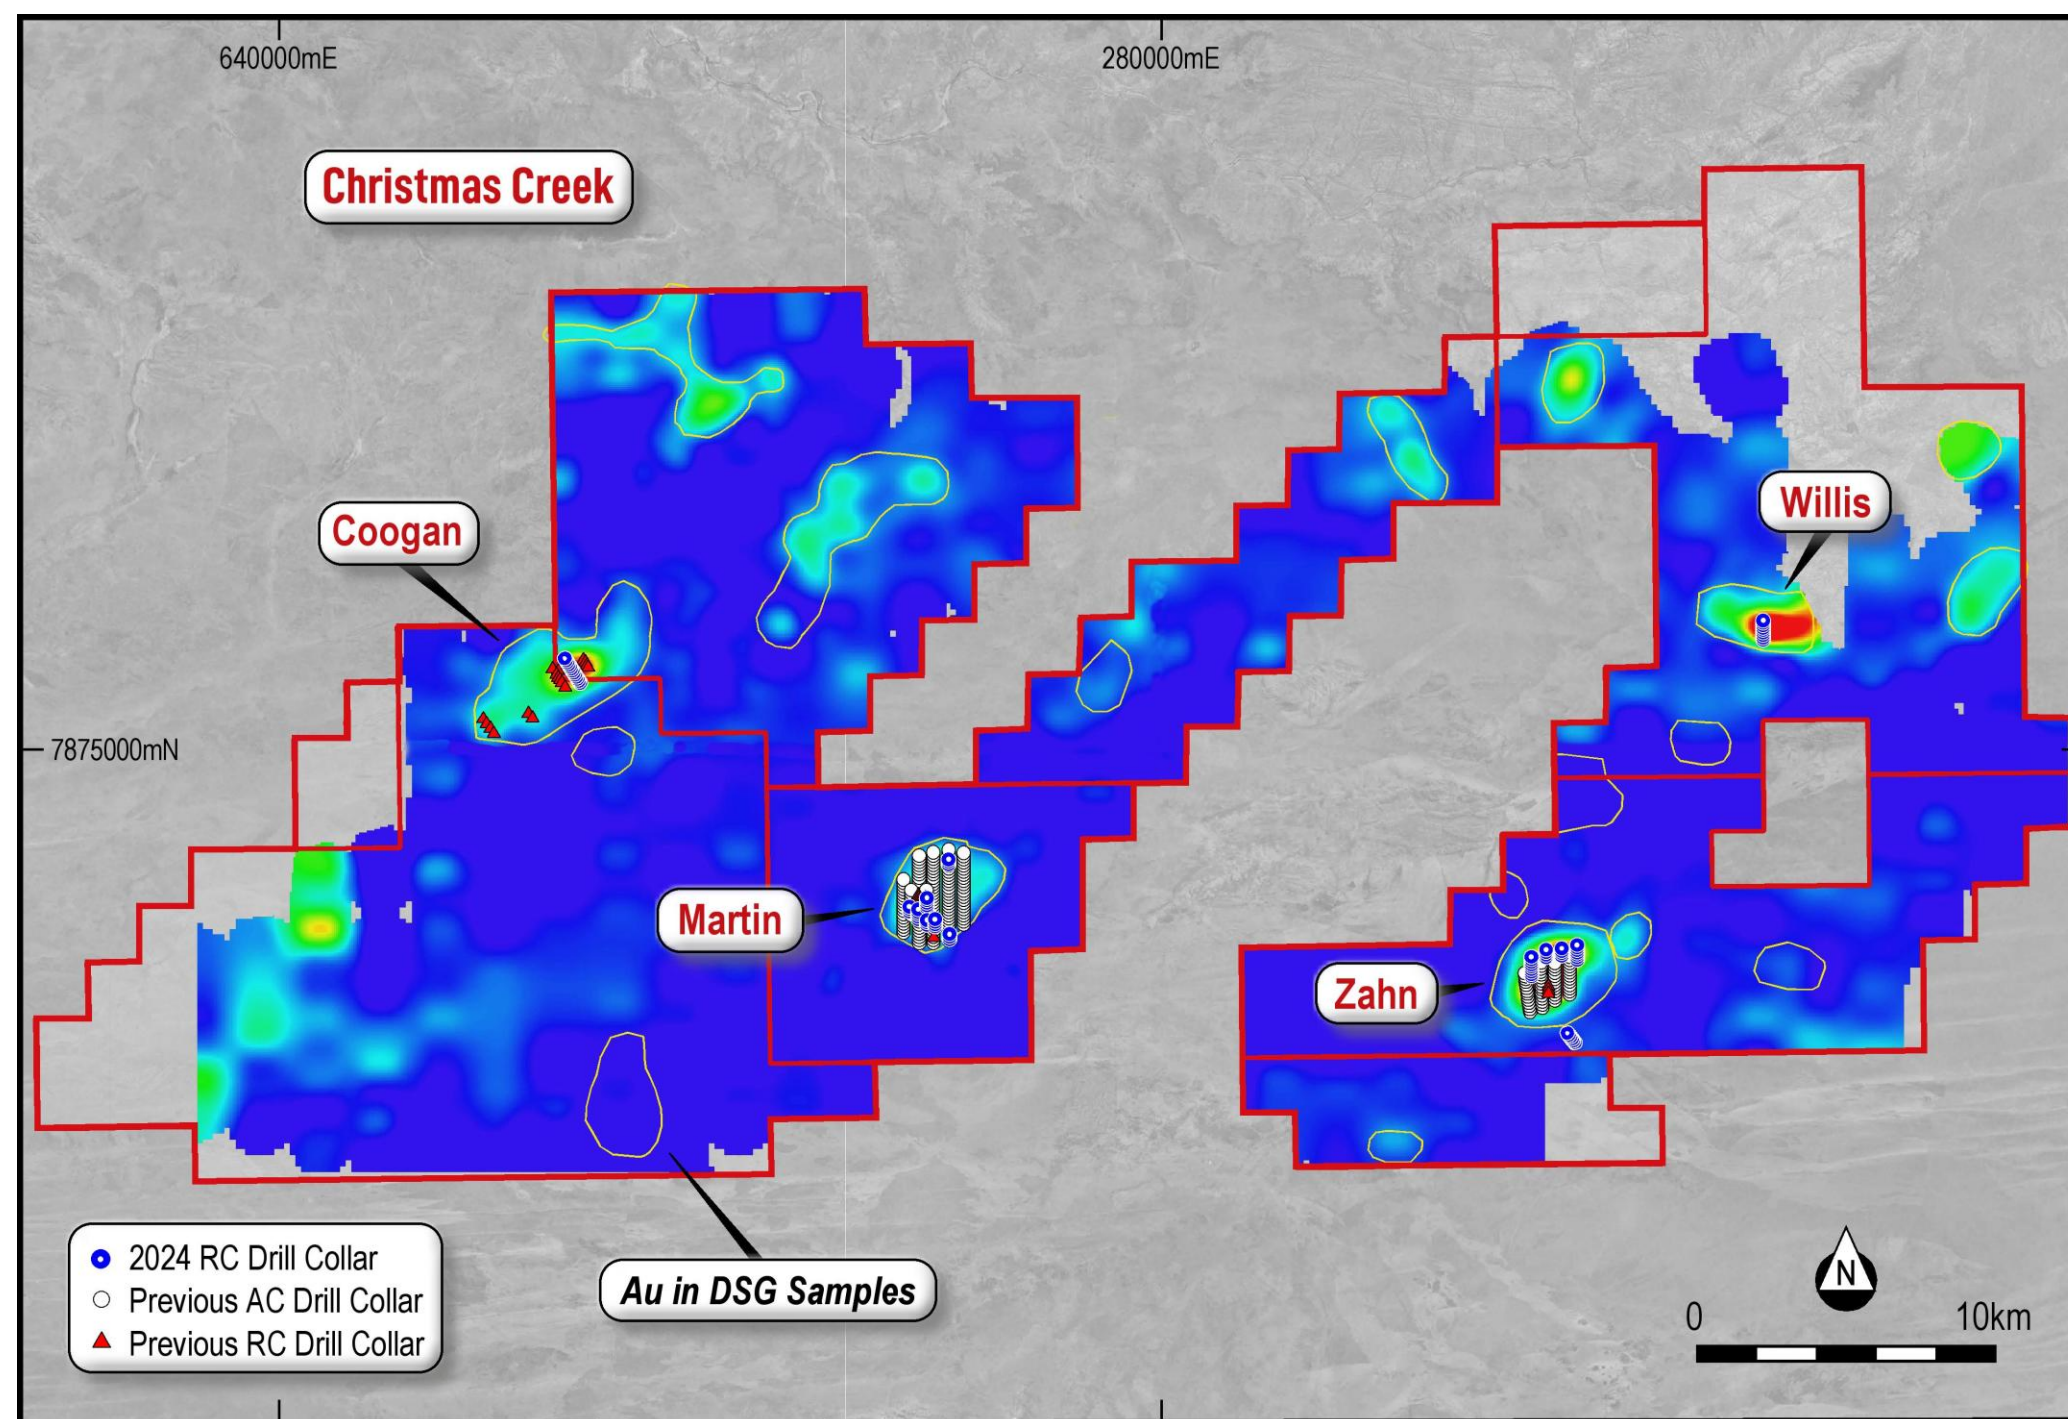 640000mE
280000mE
Christmas Creek
Coogan
Willis
7875000mN
Martin
Zahn
2024 RC Drill Collar
Previous AC Drill Collar
Previous RC Drill Collar
Au in DSG Samples
N
0 10km